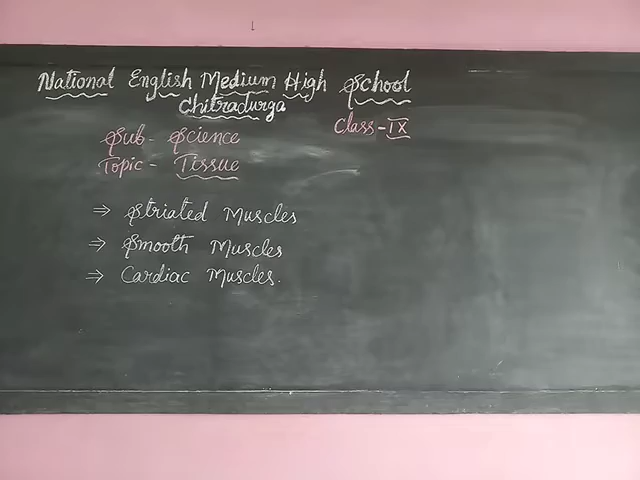 National English Medium High School
Chitradurga
Class - IX
Sub - Science
Topic - Tissue
⇒ Striated Muscles
⇒ Smooth Muscles
⇒ Cardiac Muscles.